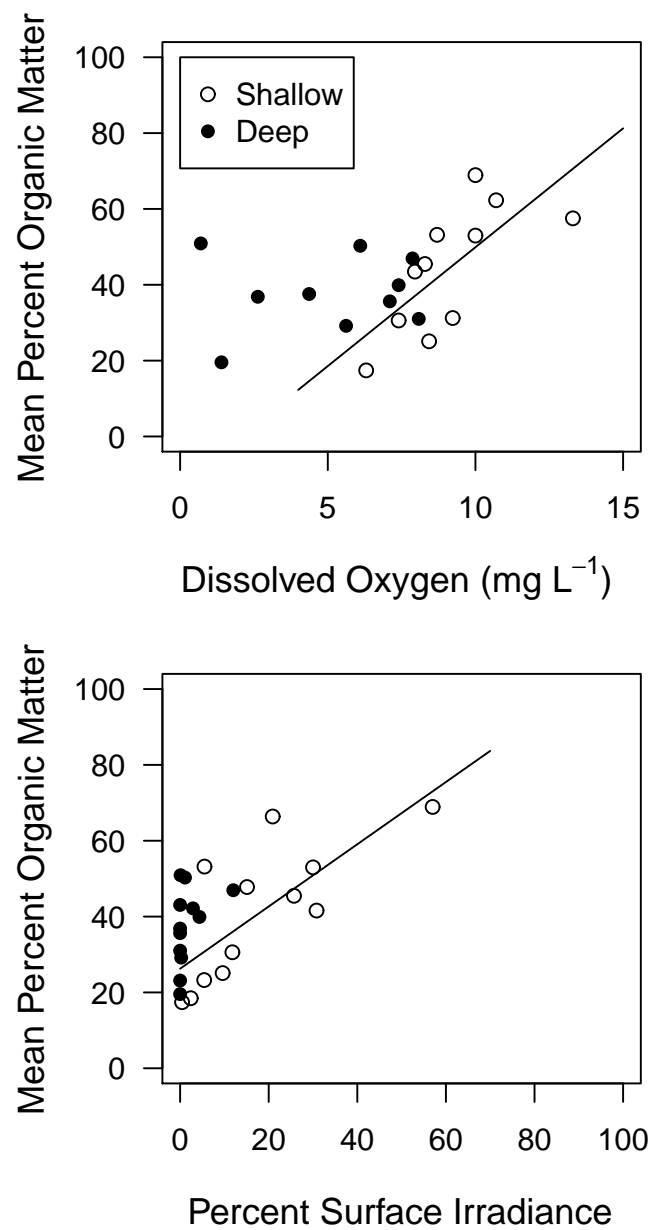 Mean Percent Organic Matter
100
80
60
40
20
0
Shallow
Deep
0 5 10 15
Dissolved Oxygen (mg L⁻¹)
Mean Percent Organic Matter
100
80
60
40
20
0
0 20 40 60 80 100
Percent Surface Irradiance